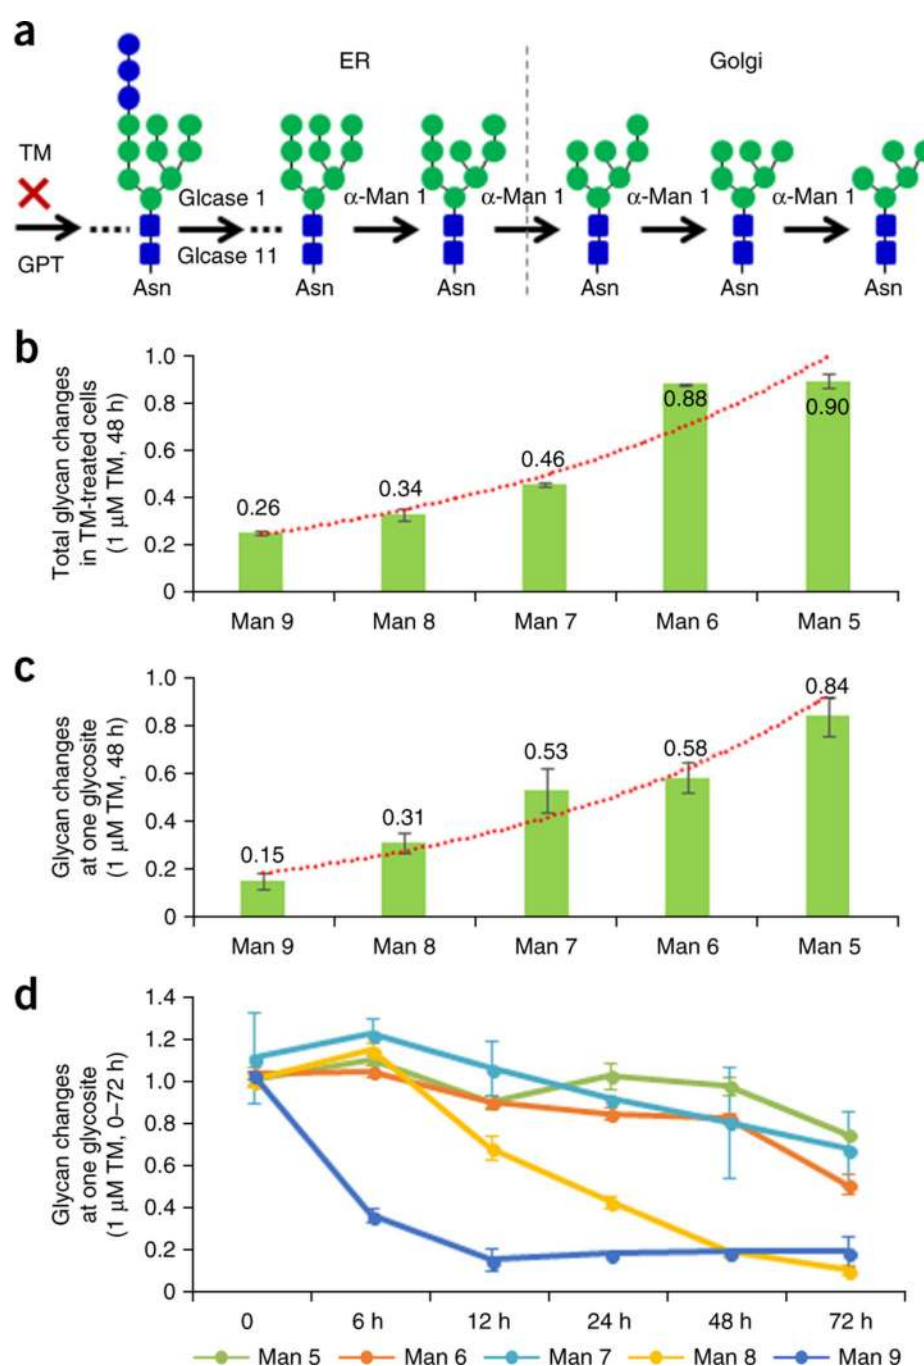 a
ER
Golgi
TM
GPT
Glcase 1
Glcase 11
α-Man 1
α-Man 1
α-Man 1
α-Man 1
Asn
Asn
Asn
Asn
Asn
Asn
b
Total glycan changes
in TM-treated cells
(1 μM TM, 48 h)
1.0
0.8
0.6
0.4
0.2
0
0.26
0.34
0.46
0.88
0.90
Man 9
Man 8
Man 7
Man 6
Man 5
c
Glycan changes
at one glycosite
(1 μM TM, 48 h)
1.0
0.8
0.6
0.4
0.2
0
0.15
0.31
0.53
0.58
0.84
Man 9
Man 8
Man 7
Man 6
Man 5
d
Glycan changes
at one glycosite
(1 μM TM, 0–72 h)
1.4
1.2
1.0
0.8
0.6
0.4
0.2
0
0
6 h
12 h
24 h
48 h
72 h
Man 5
Man 6
Man 7
Man 8
Man 9